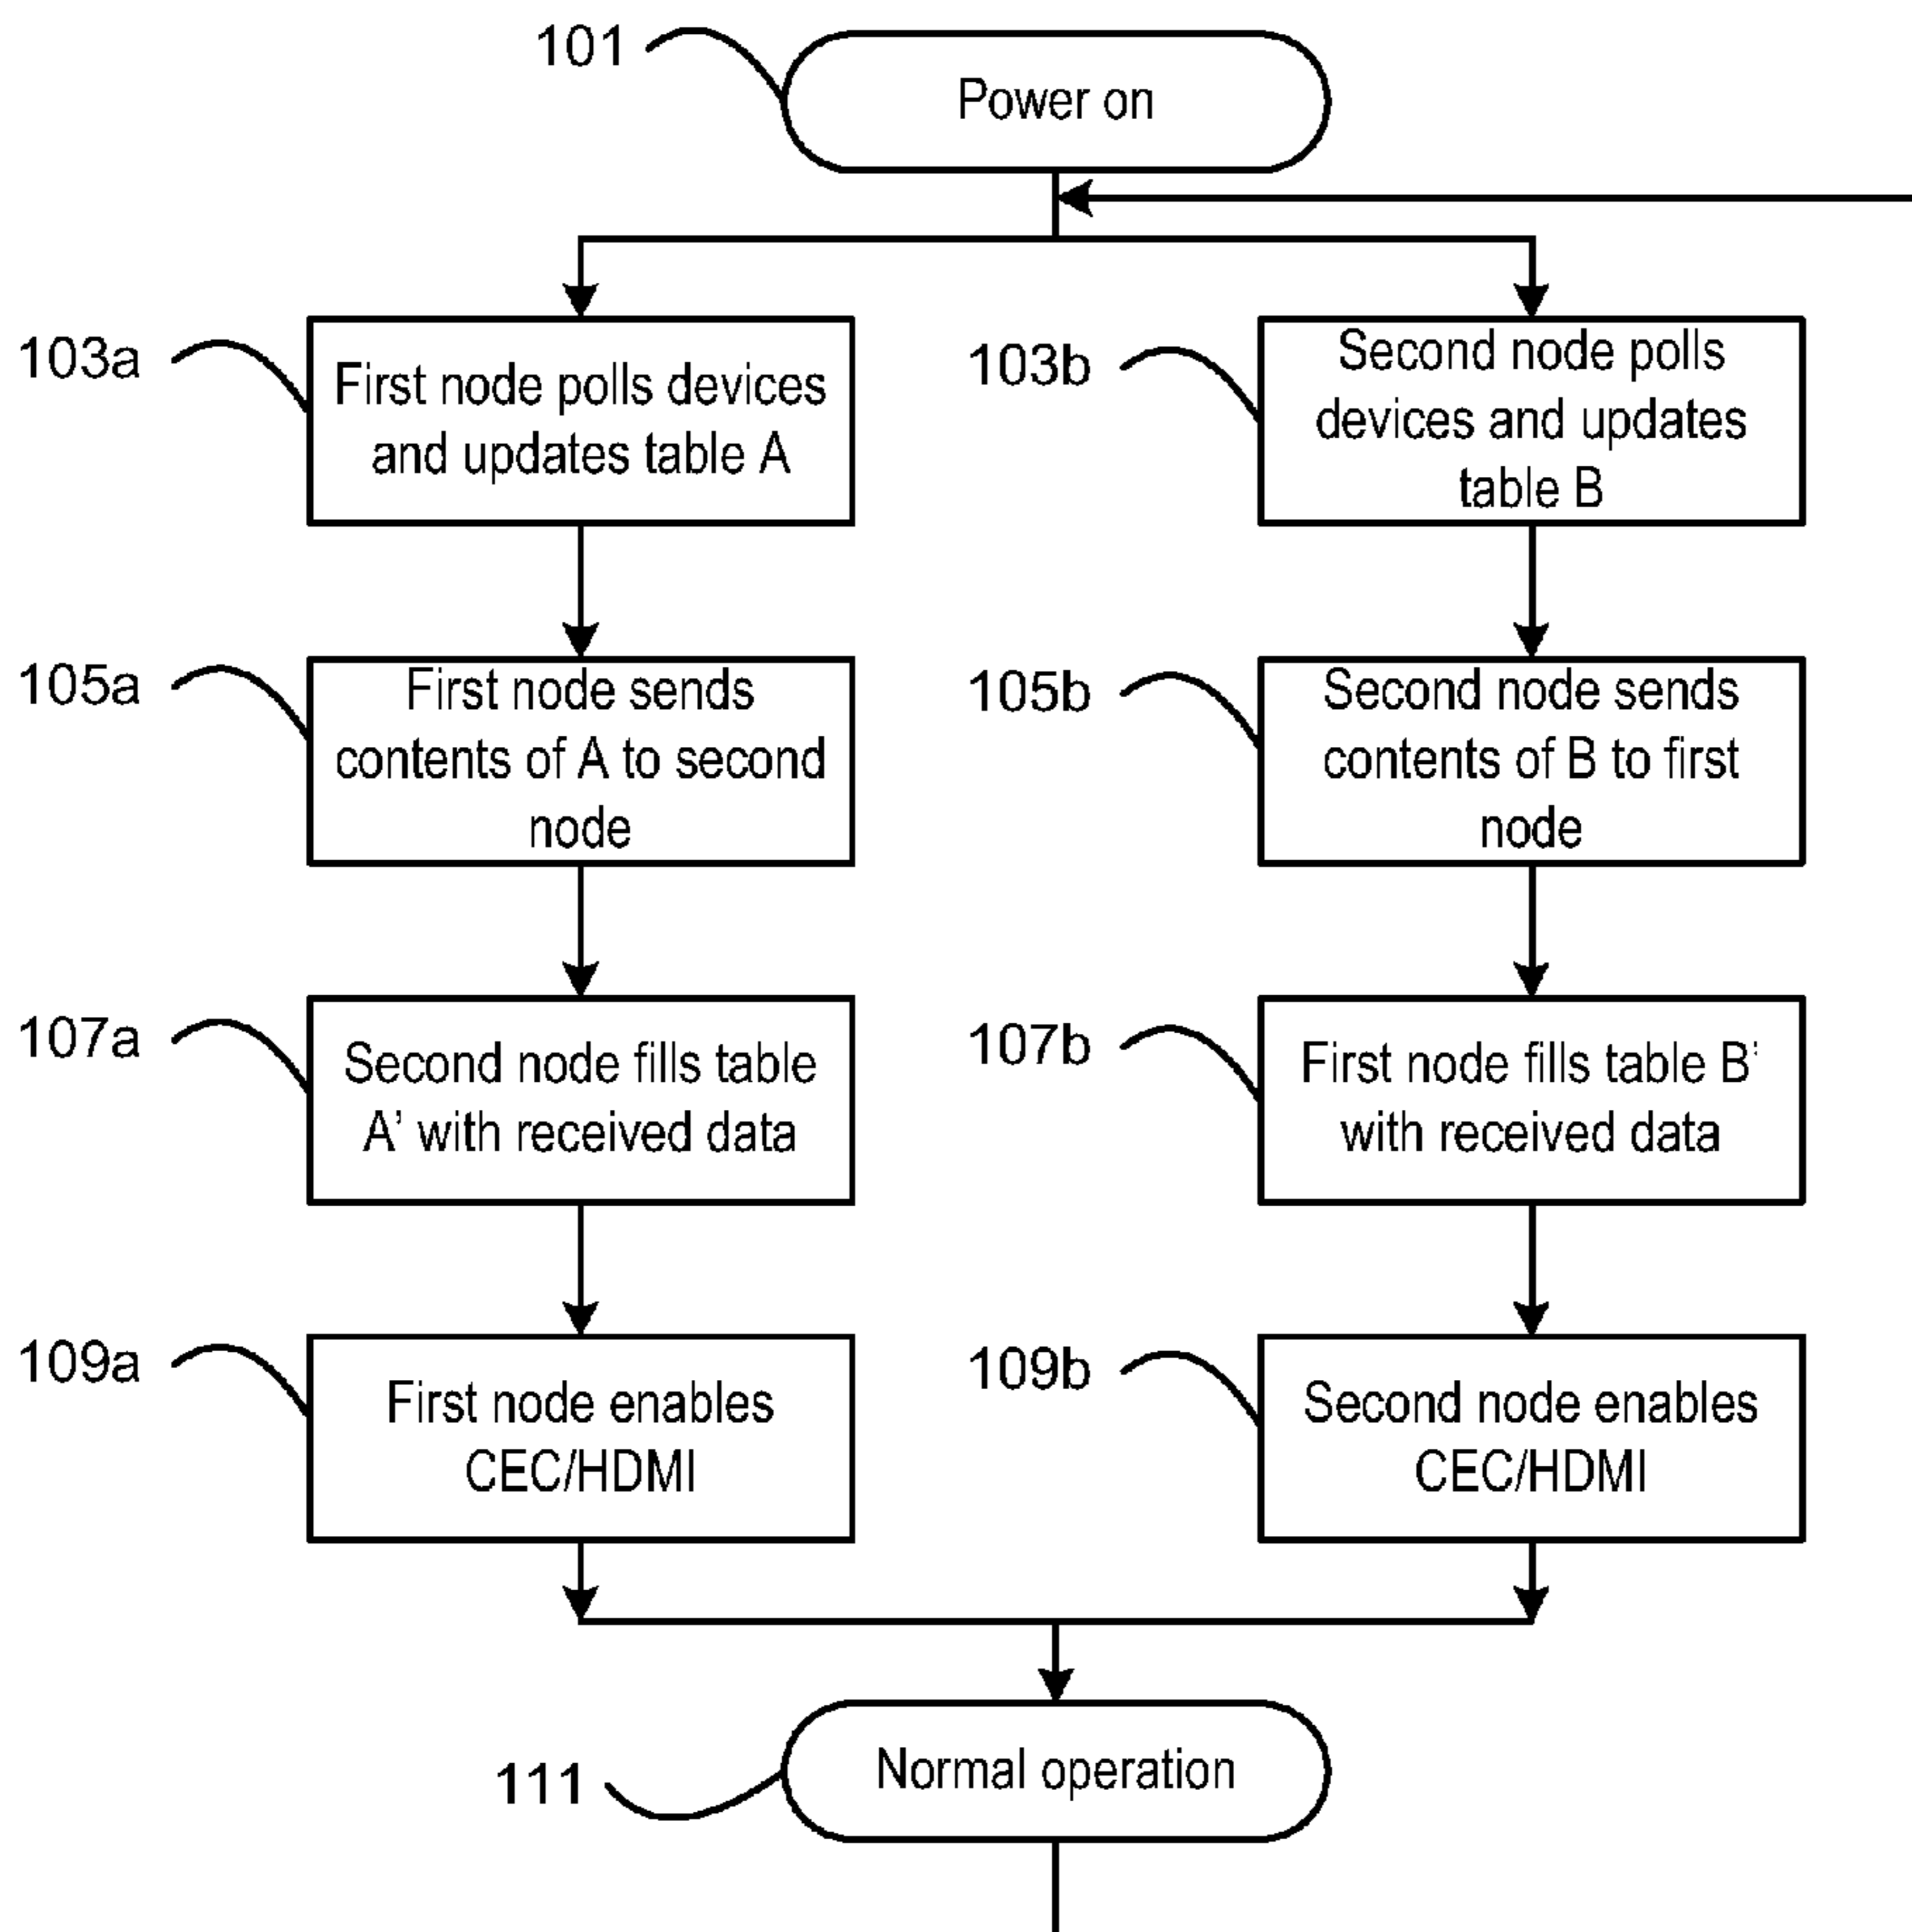 101
Power on
103a
First node polls devices
and updates table A
103b
Second node polls
devices and updates
table B
105a
First node sends
contents of A to second
node
105b
Second node sends
contents of B to first
node
107a
Second node fills table
A’ with received data
107b
First node fills table B’
with received data
109a
First node enables
CEC/HDMI
109b
Second node enables
CEC/HDMI
111
Normal operation